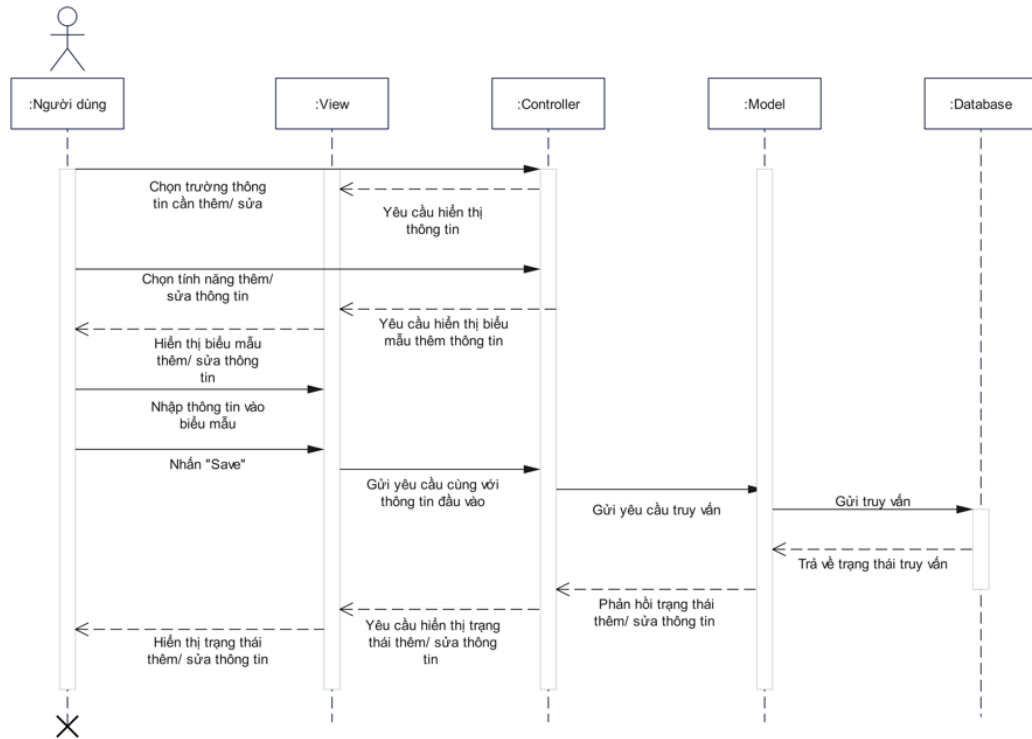 :Người dùng
:View
:Controller
:Model
:Database
Chọn trường thông
tin cần thêm/ sửa
Yêu cầu hiển thị
thông tin
Chọn tính năng thêm/
sửa thông tin
Yêu cầu hiển thị biểu
mẫu thêm thông tin
Hiển thị biểu mẫu
thêm/ sửa thông
tin
Nhập thông tin vào
biểu mẫu
Nhấn "Save"
Gửi yêu cầu cùng với
thông tin đầu vào
Gửi yêu cầu truy vấn
Gửi truy vấn
Trả về trạng thái truy vấn
Phản hồi trạng thái
thêm/ sửa thông tin
Yêu cầu hiển thị trạng
thái thêm/ sửa thông
tin
Hiển thị trạng thái
thêm/ sửa thông tin